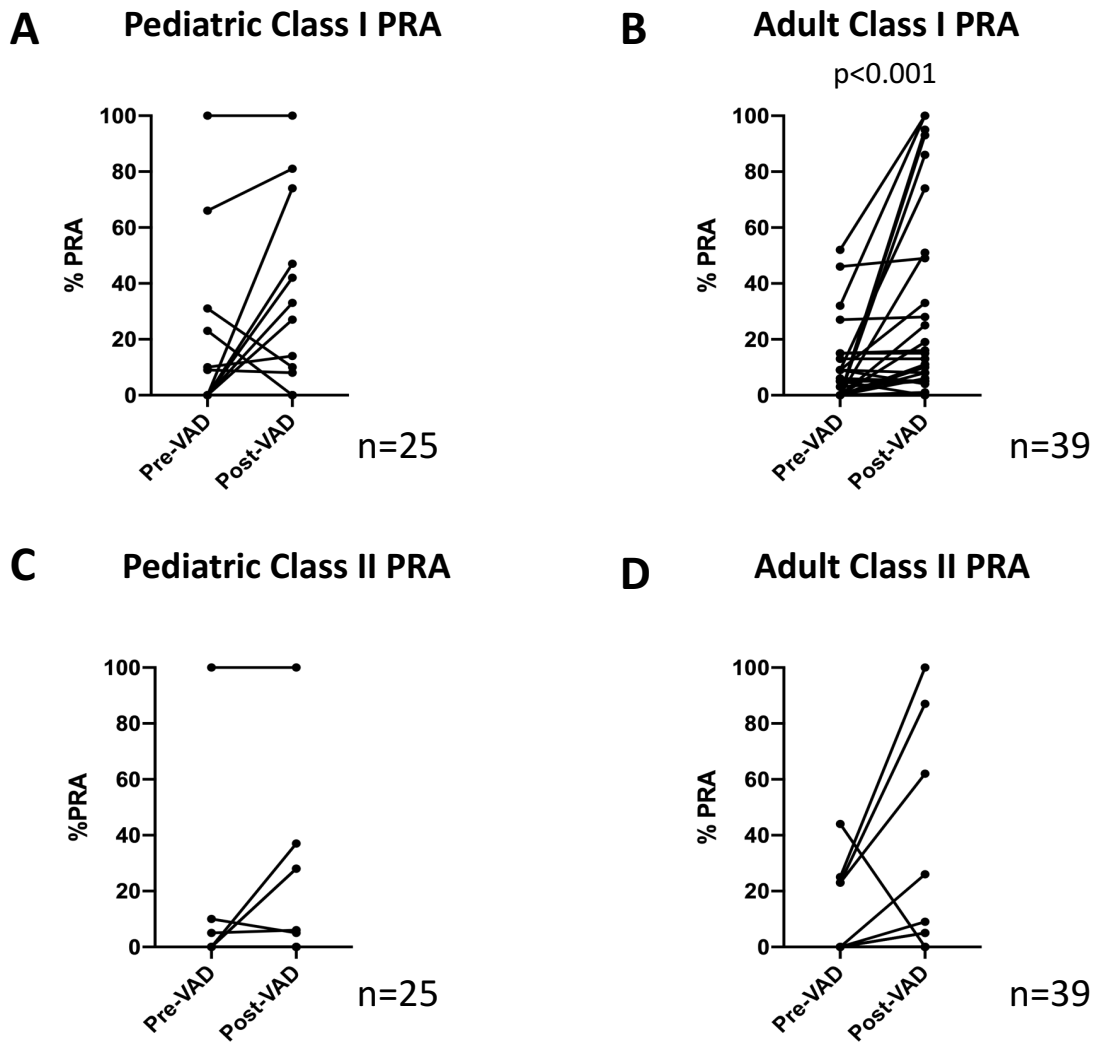 A
Pediatric Class I PRA
% PRA
100
80
60
40
20
0
Pre-VAD
Post-VAD
n=25
B
Adult Class I PRA
p<0.001
% PRA
100
80
60
40
20
0
Pre-VAD
Post-VAD
n=39
C
Pediatric Class II PRA
%PRA
100
80
60
40
20
0
Pre-VAD
Post-VAD
n=25
D
Adult Class II PRA
% PRA
100
80
60
40
20
0
Pre-VAD
Post-VAD
n=39